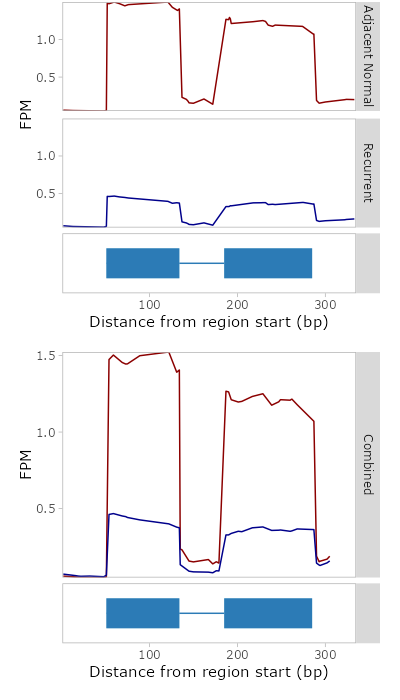 Adjacent Normal
1.0
0.5
FPM
Recurrent
1.0
0.5
100
200
300
Distance from region start (bp)
1.5
1.0
0.5
FPM
Combined
100
200
300
Distance from region start (bp)